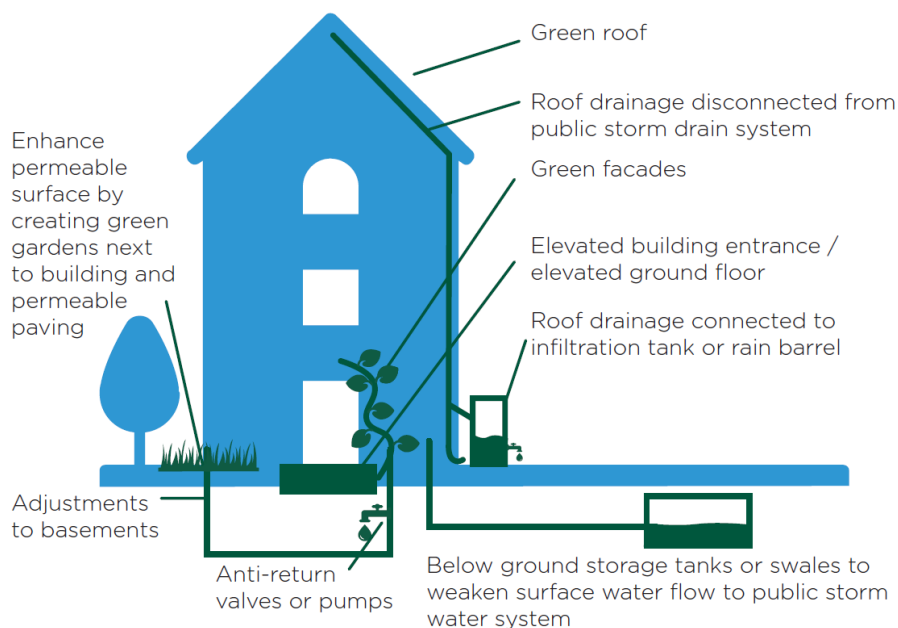 Green roof
Roof drainage disconnected from
public storm drain system
Enhance
permeable
surface by
creating green
gardens next
to building and
permeable
paving
Green facades
Elevated building entrance /
elevated ground floor
Roof drainage connected to
infiltration tank or rain barrel
Adjustments
to basements
Anti-return
valves or pumps
Below ground storage tanks or swales to
weaken surface water flow to public storm
water system